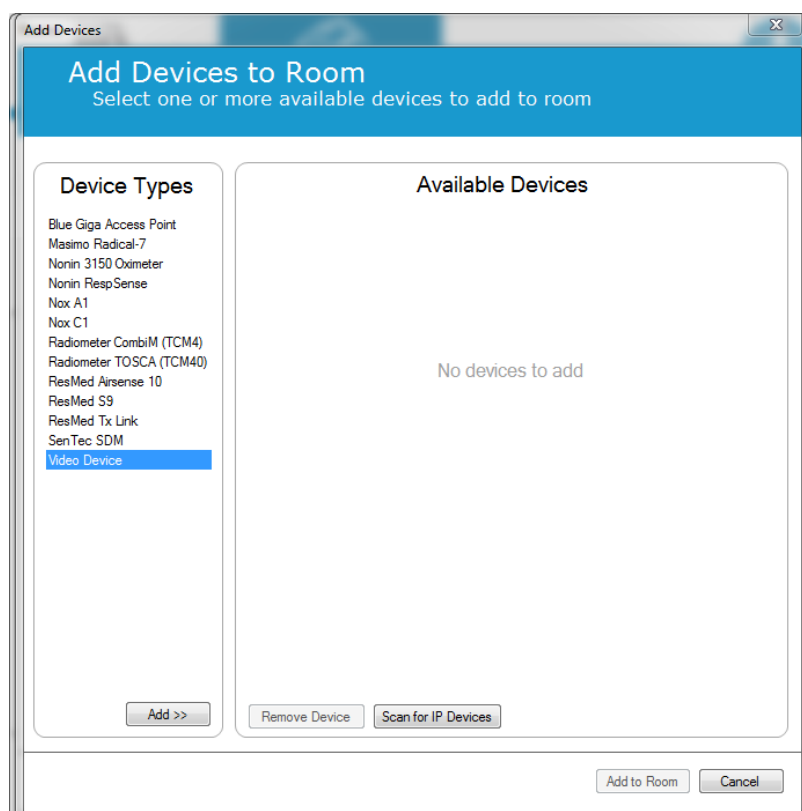 Add Devices
Add Devices to Room
Select one or more available devices to add to room
Device Types
Blue Giga Access Point
Masimo Radical-7
Nonin 3150 Oximeter
Nonin RespSense
Nox A1
Nox C1
Radiometer CombiM (TCM4)
Radiometer TOSCA (TCM40)
ResMed Airsense 10
ResMed S9
ResMed Tx Link
SenTec SDM
Video Device
Add >>
Available Devices
No devices to add
Remove Device
Scan for IP Devices
Add to Room
Cancel